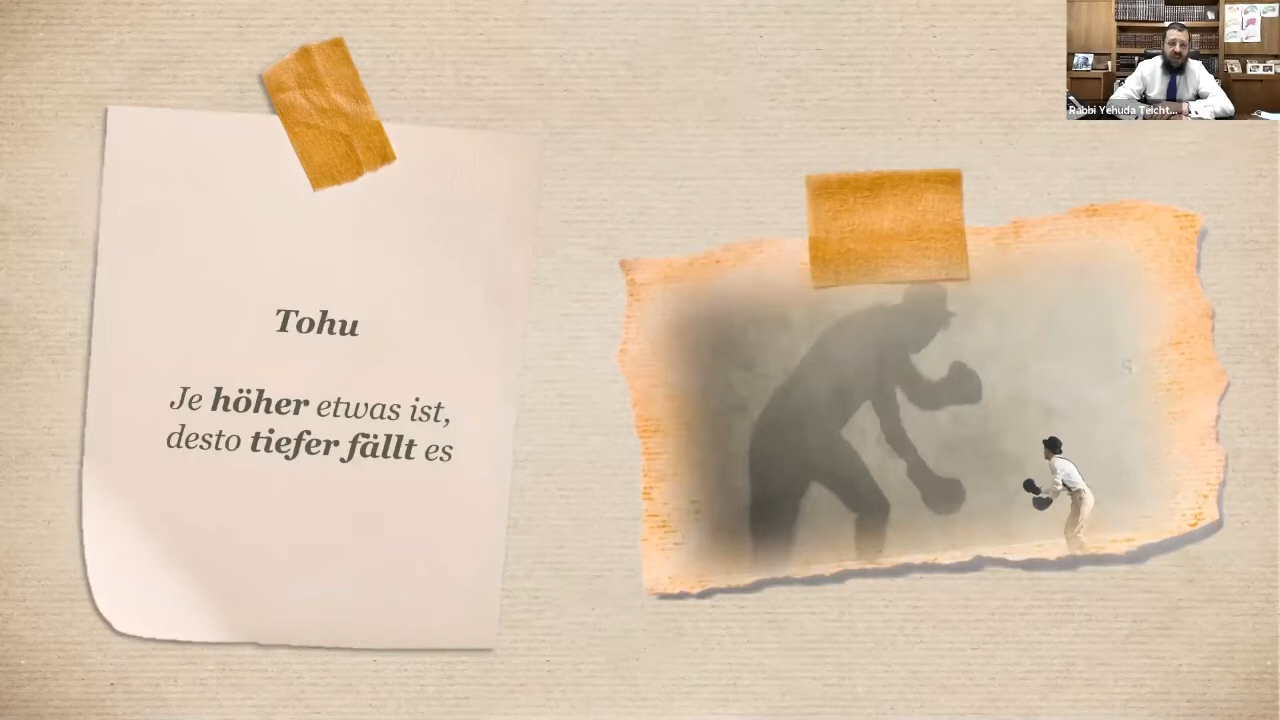 Rabbi Yehuda Teicht...
Tohu
Je höher etwas ist,
desto tiefer fällt es